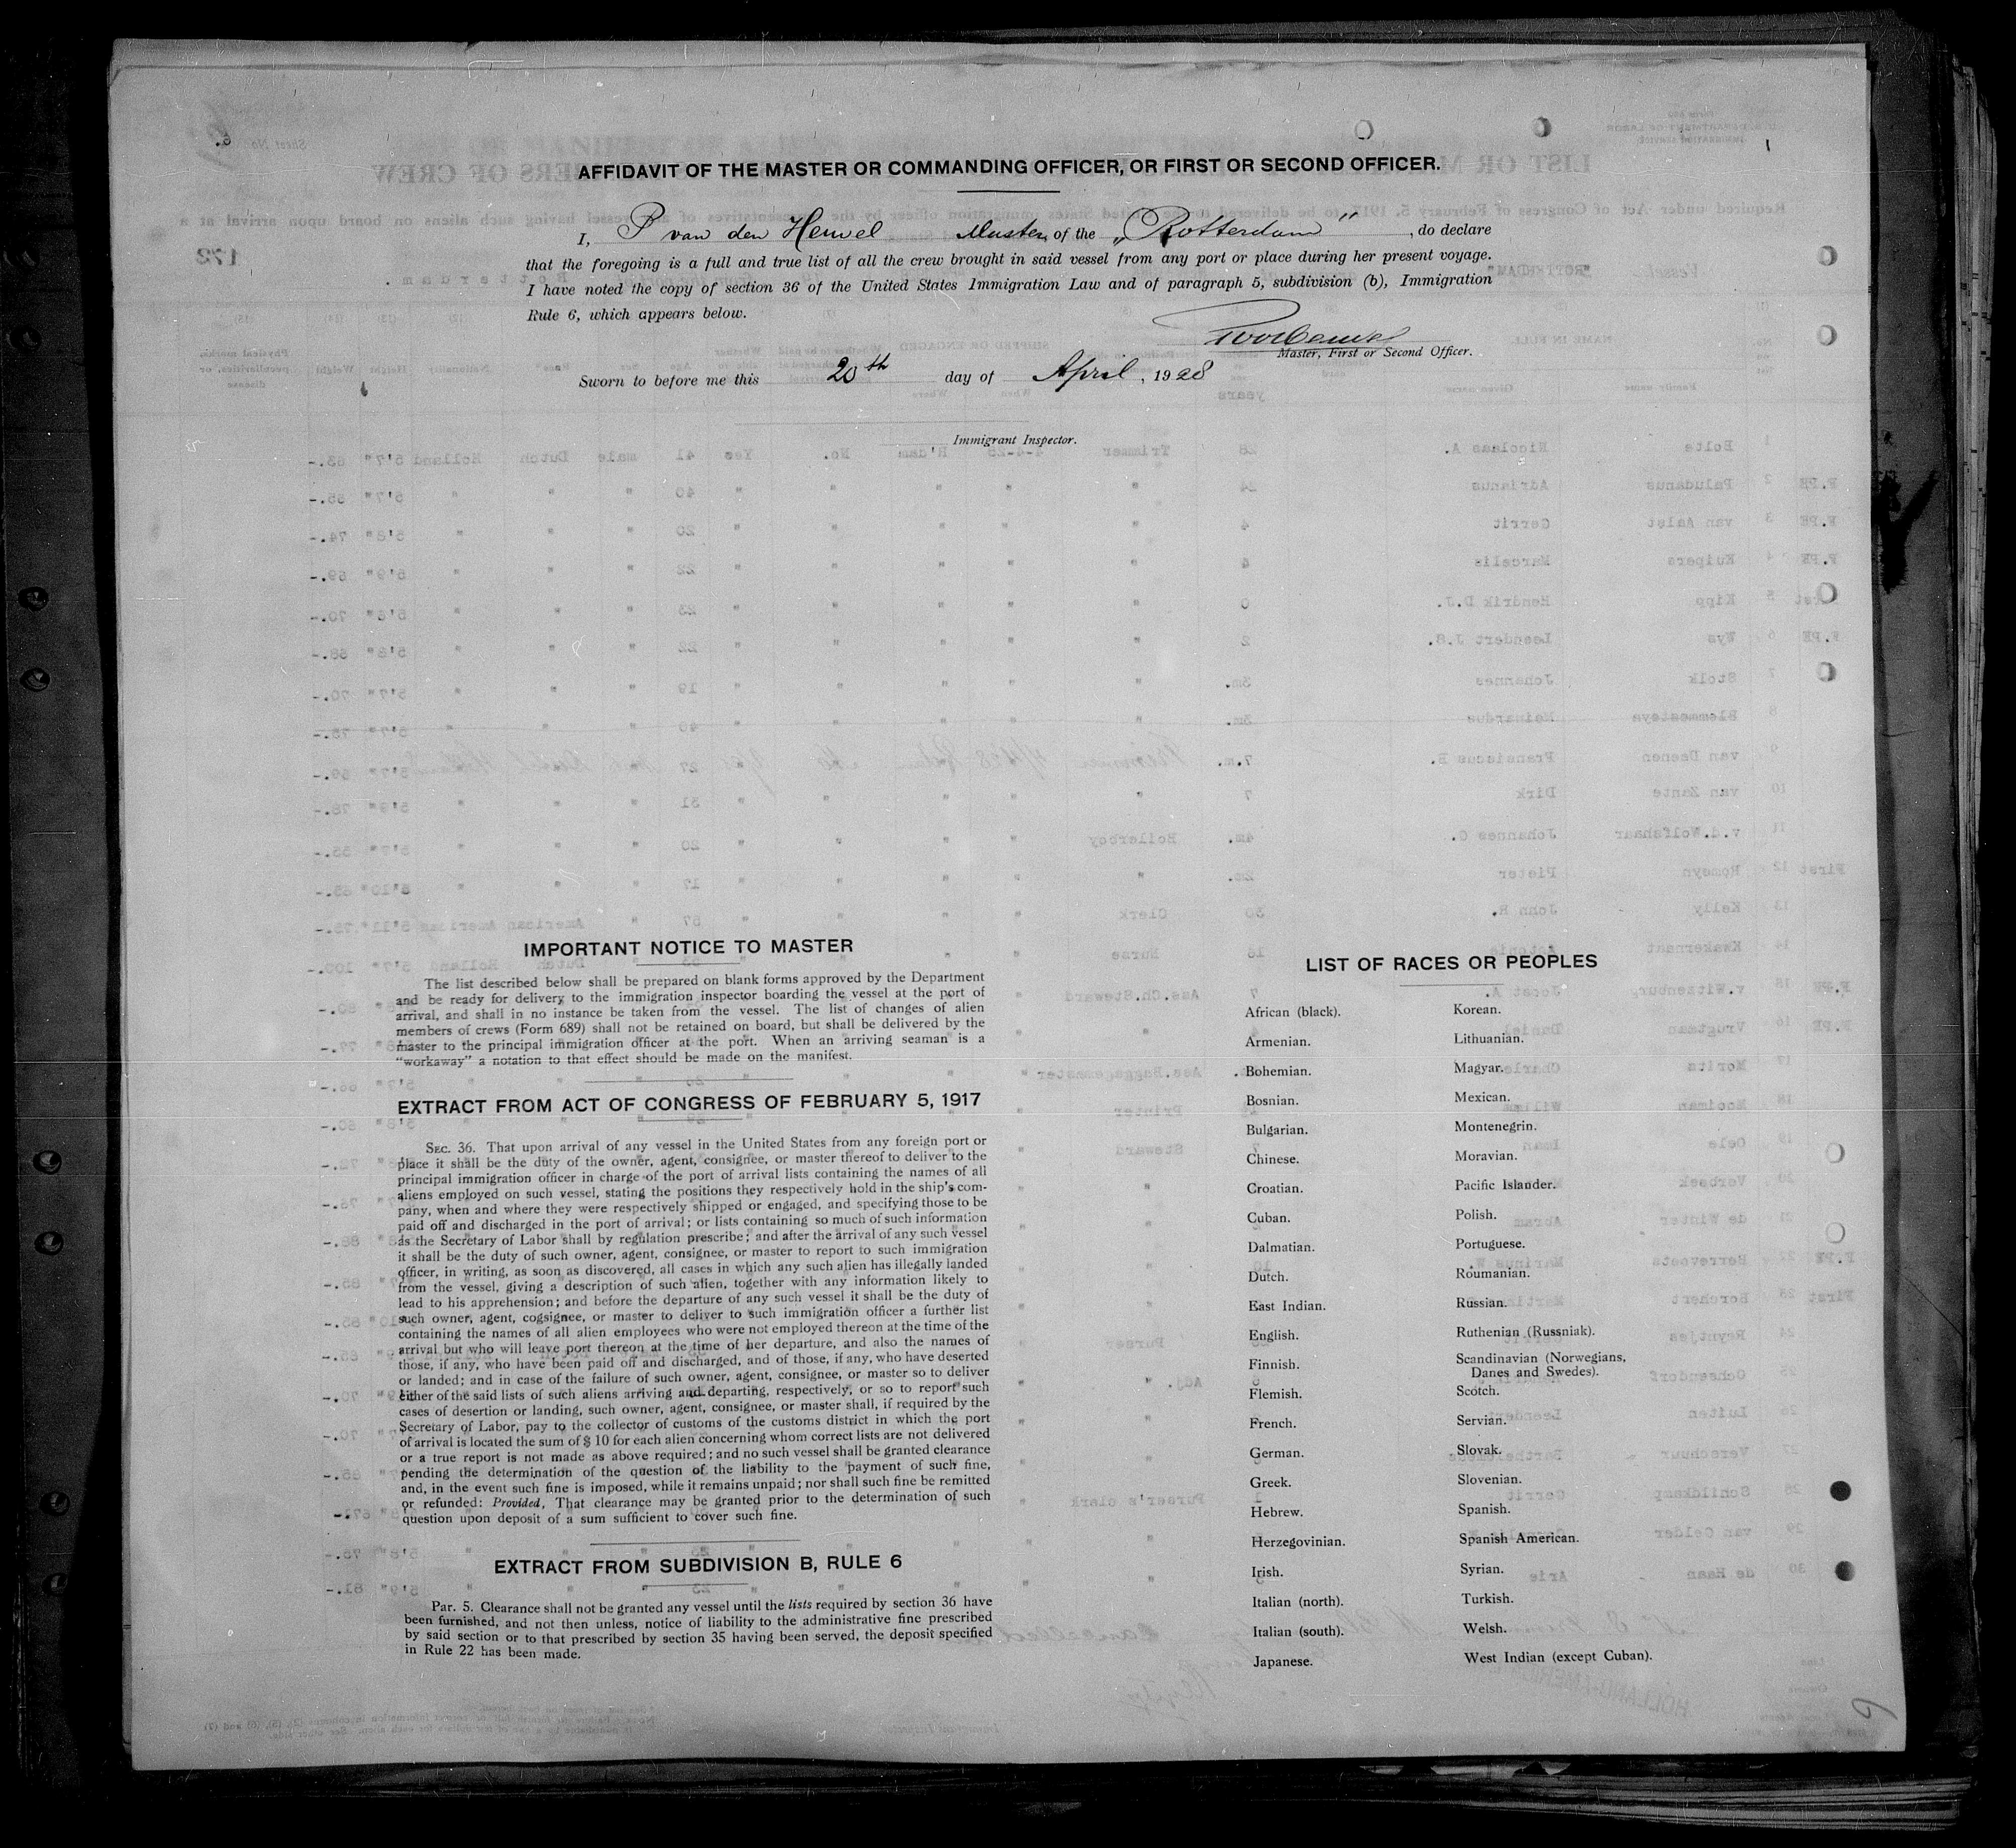 AFFIDAVIT OF THE MASTER OR COMMANDING OFFICER, OR FIRST OR SECOND OFFICER.
I, P van den Heuvel Master of the „Rotterdam", do declare
that the foregoing is a full and true list of all the crew brought in said vessel from any port or place during her present voyage.
I have noted the copy of section 36 of the United States Immigration Law and of paragraph 5, subdivision (b), Immigration
Rule 6, which appears below.
Master, First or Second Officer.
Sworn to before me this 20th day of April, 1928
Immigrant Inspector.
IMPORTANT NOTICE TO MASTER
The list described below shall be prepared on blank forms approved by the Department
and be ready for delivery to the immigration inspector boarding the vessel at the port of
arrival, and shall in no instance be taken from the vessel. The list of changes of alien
members of crews (Form 689) shall not be retained on board, but shall be delivered by the
master to the principal immigration officer at the port. When an arriving seaman is a
"workaway" a notation to that effect should be made on the manifest.
EXTRACT FROM ACT OF CONGRESS OF FEBRUARY 5, 1917
SEC. 36. That upon arrival of any vessel in the United States from any foreign port or
place it shall be the duty of the owner, agent, consignee, or master thereof to deliver to the
principal immigration officer in charge of the port of arrival lists containing the names of all
aliens employed on such vessel, stating the positions they respectively hold in the ship's com-
pany, when and where they were respectively shipped or engaged, and specifying those to be
paid off and discharged in the port of arrival; or lists containing so much of such information
as the Secretary of Labor shall by regulation prescribe; and after the arrival of any such vessel
it shall be the duty of such owner, agent, consignee, or master to report to such immigration
officer, in writing, as soon as discovered, all cases in which any such alien has illegally landed
from the vessel, giving a description of such alien, together with any information likely to
lead to his apprehension; and before the departure of any such vessel it shall be the duty of
such owner, agent, cogsignee, or master to deliver to such immigration officer a further list
containing the names of all alien employees who were not employed thereon at the time of the
arrival but who will leave port thereon at the time of her departure, and also the names of
those, if any, who have been paid off and discharged, and of those, if any, who have deserted
or landed; and in case of the failure of such owner, agent, consignee, or master so to deliver
either of the said lists of such aliens arriving and departing, respectively, or so to report such
cases of desertion or landing, such owner, agent, consignee, or master shall, if required by the
Secretary of Labor, pay to the collector of customs of the customs district in which the port
of arrival is located the sum of $ 10 for each alien concerning whom correct lists are not delivered
or a true report is not made as above required; and no such vessel shall be granted clearance
pending the determination of the question of the liability to the payment of such fine,
and, in the event such fine is imposed, while it remains unpaid; nor shall such fine be remitted
or refunded: Provided, That clearance may be granted prior to the determination of such
question upon deposit of a sum sufficient to cover such fine.
EXTRACT FROM SUBDIVISION B, RULE 6
Par. 5. Clearance shall not be granted any vessel until the lists required by section 36 have
been furnished, and not then unless, notice of liability to the administrative fine prescribed
by said section or to that prescribed by section 35 having been served, the deposit specified
in Rule 22 has been made.
LIST OF RACES OR PEOPLES
African (black).
Armenian.
Bohemian.
Bosnian.
Bulgarian.
Chinese.
Croatian.
Cuban.
Dalmatian.
Dutch.
East Indian.
English.
Finnish.
Flemish.
French.
German.
Greek.
Hebrew.
Herzegovinian.
Irish.
Italian (north).
Italian (south).
Japanese.
Korean.
Lithuanian.
Magyar.
Mexican.
Montenegrin.
Moravian.
Pacific Islander.
Polish.
Portuguese.
Roumanian.
Russian.
Ruthenian (Russniak).
Scandinavian (Norwegians,
Danes and Swedes).
Scotch.
Servian.
Slovak.
Slovenian.
Spanish.
Spanish American.
Syrian.
Turkish.
Welsh.
West Indian (except Cuban).